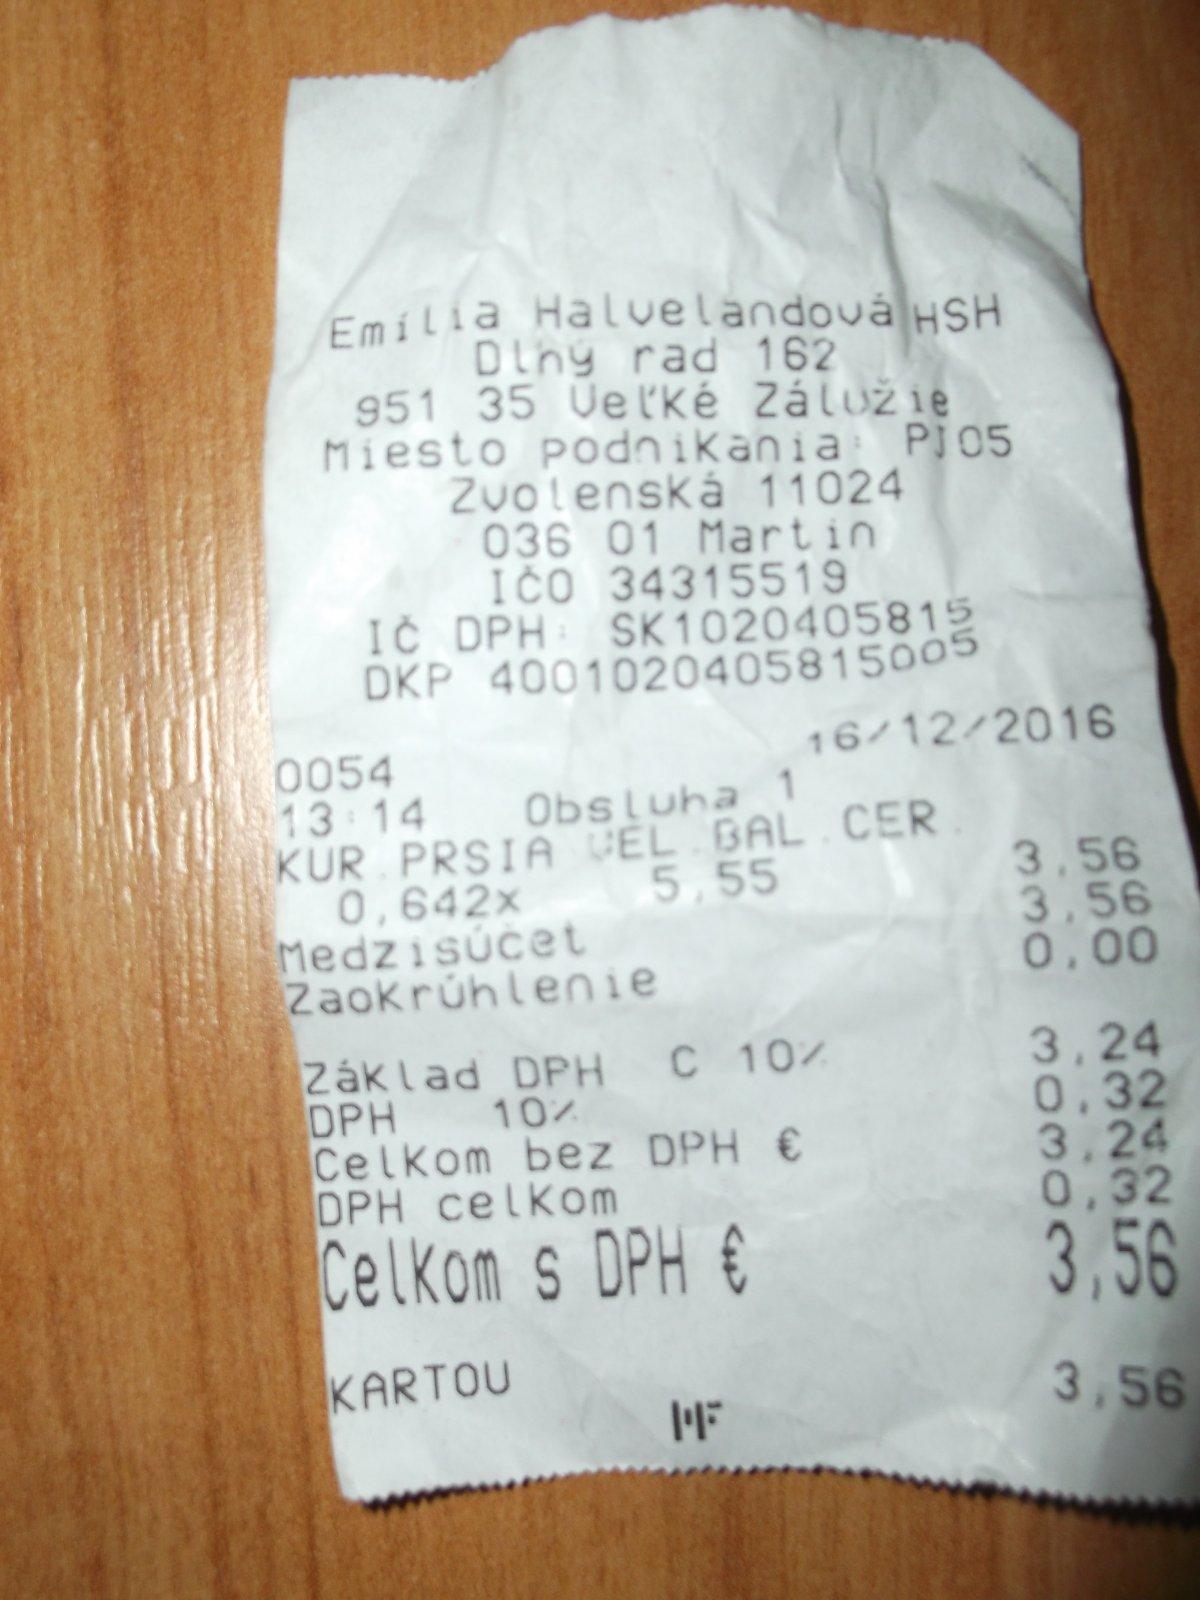 Emília Halvelandová HSH
Dlhý rad 162
951 35 Veľké Zálužie
Miesto podnikania: PJ05
Zvolenská 11024
036 01 Martin
IČO 34315519
IČ DPH: SK1020405815
DKP 4001020405815005
0054 16/12/2016
13:14 Obsluha 1
KUR.PRSIA VEL.BAL.CER.
0,642x 5,55 3,56
Medzisúčet 3,56
Zaokrúhlenie 0,00
Základ DPH C 10% 3,24
DPH 10% 0,32
Celkom bez DPH € 3,24
DPH celkom 0,32
Celkom s DPH € 3,56
KARTOU 3,56
MF